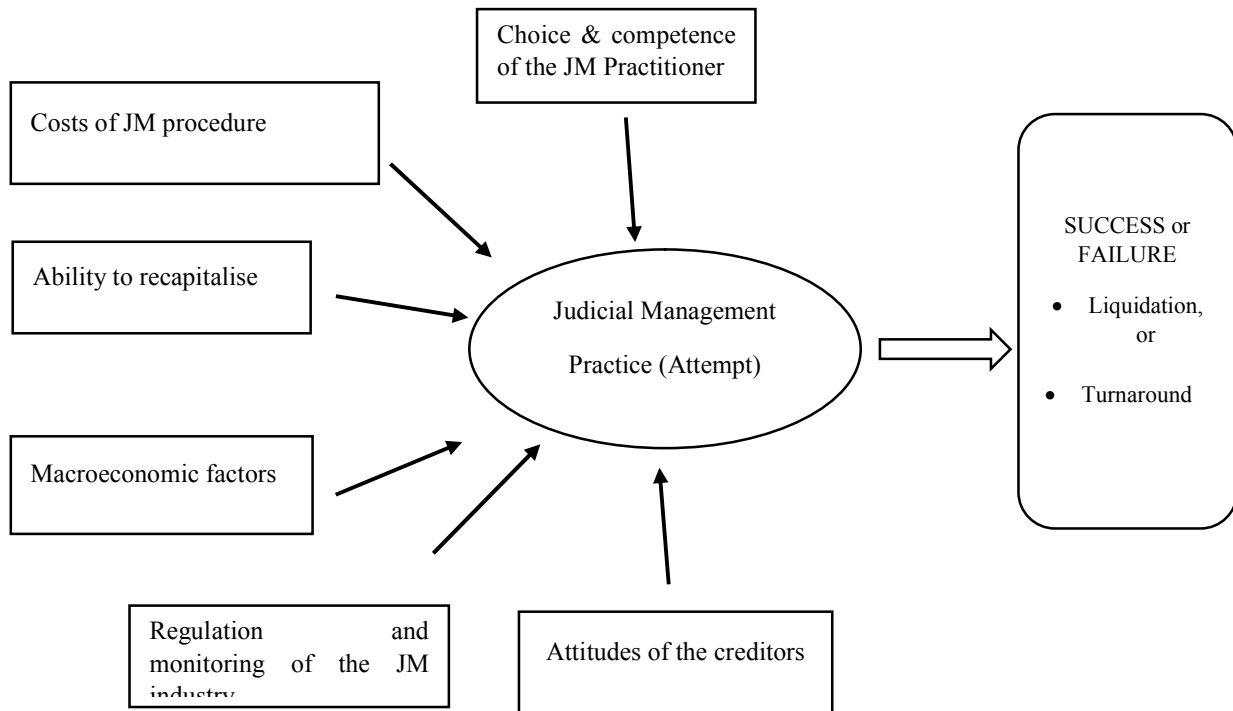 Choice & competence
of the JM Practitioner
Costs of JM procedure
Ability to recapitalise
Macroeconomic factors
Regulation and
monitoring of the JM
industry
Attitudes of the creditors
Judicial Management
Practice (Attempt)
SUCCESS or
FAILURE
• Liquidation,
or
• Turnaround